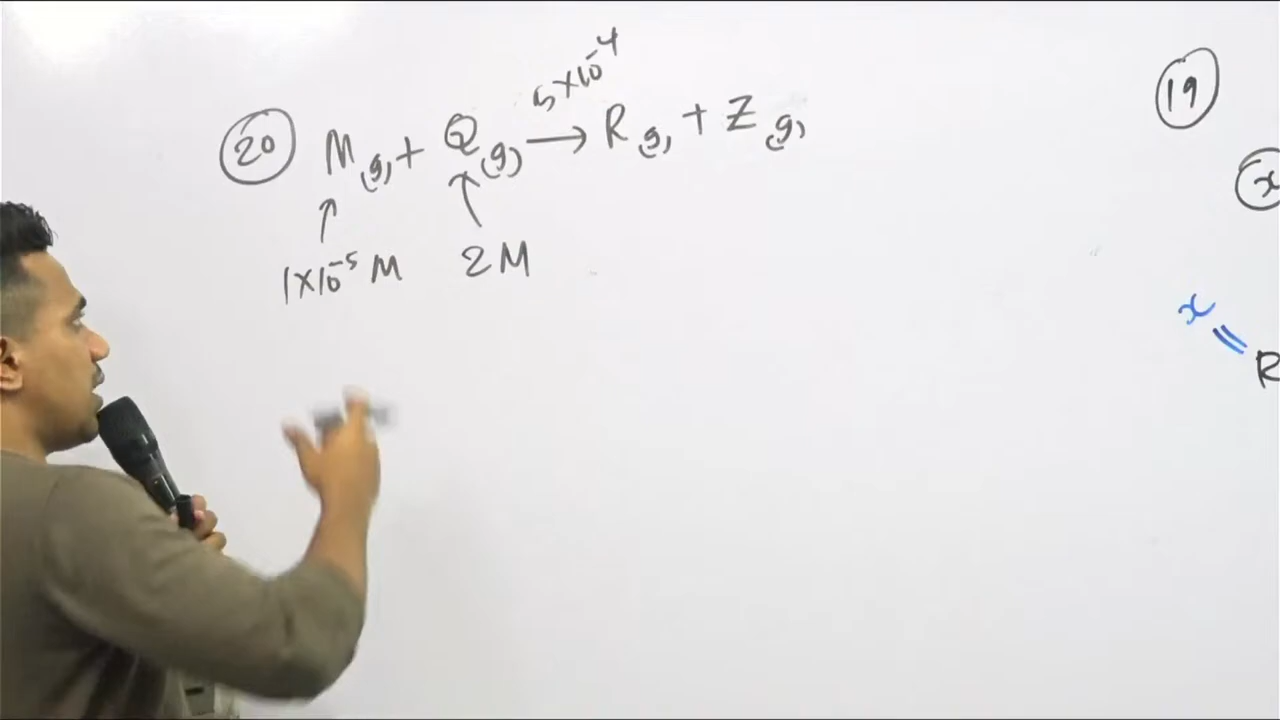 5×10⁻⁴
20 M(g) + Q(g) → R(g) + Z(g)
1×10⁻⁵ M 2M
19
x
x
R